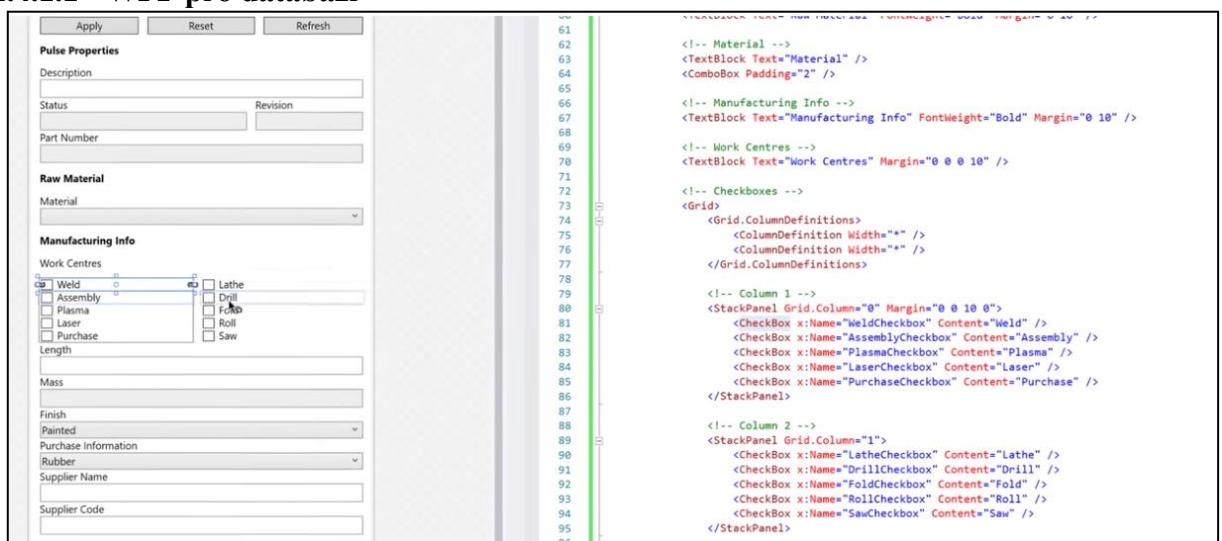 WPF pro databázi
Apply Reset Refresh
Pulse Properties
Description
Status Revision
Part Number
Raw Material
Material
Manufacturing Info
Work Centres
Weld Lathe
Assembly Drill
Plasma
Laser Roll
Purchase Saw
Length
Mass
Finish
Painted
Purchase Information
Rubber
Supplier Name
Supplier Code
61
62 <!-- Material -->
63 <TextBlock Text="Material" />
64 <ComboBox Padding="2" />
65
66 <!-- Manufacturing Info -->
67 <TextBlock Text="Manufacturing Info" FontWeight="Bold" Margin="0 10" />
68
69 <!-- Work Centres -->
70 <TextBlock Text="Work Centres" Margin="0 0 0 10" />
71
72 <!-- Checkboxes -->
73 <Grid>
74 <Grid.ColumnDefinitions>
75 <ColumnDefinition Width="*" />
76 <ColumnDefinition Width="*" />
77 </Grid.ColumnDefinitions>
78
79 <!-- Column 1 -->
80 <StackPanel Grid.Column="0" Margin="0 0 10 0">
81 <CheckBox x:Name="WeldCheckbox" Content="Weld" />
82 <CheckBox x:Name="AssemblyCheckbox" Content="Assembly" />
83 <CheckBox x:Name="PlasmaCheckbox" Content="Plasma" />
84 <CheckBox x:Name="LaserCheckbox" Content="Laser" />
85 <CheckBox x:Name="PurchaseCheckbox" Content="Purchase" />
86 </StackPanel>
87
88 <!-- Column 2 -->
89 <StackPanel Grid.Column="1">
90 <CheckBox x:Name="LatheCheckbox" Content="Lathe" />
91 <CheckBox x:Name="DrillCheckbox" Content="Drill" />
92 <CheckBox x:Name="FoldCheckbox" Content="Fold" />
93 <CheckBox x:Name="RollCheckbox" Content="Roll" />
94 <CheckBox x:Name="SawCheckbox" Content="Saw" />
95 </StackPanel>